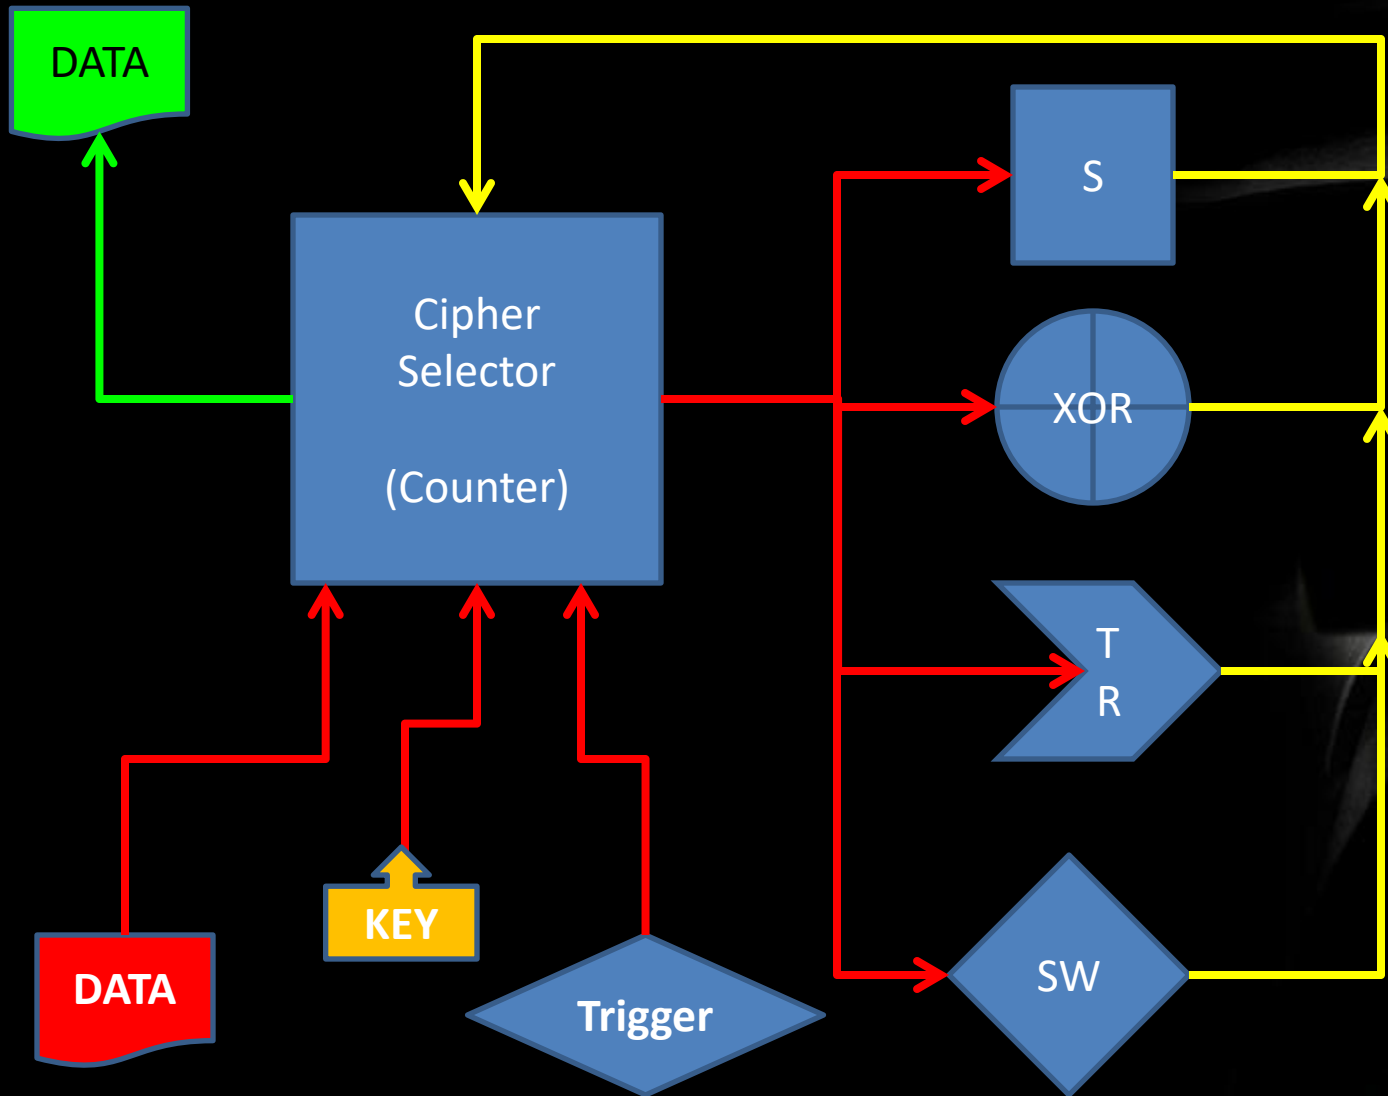 DATA
S
Cipher
Selector
(Counter)
XOR
T
R
KEY
DATA
Trigger
SW